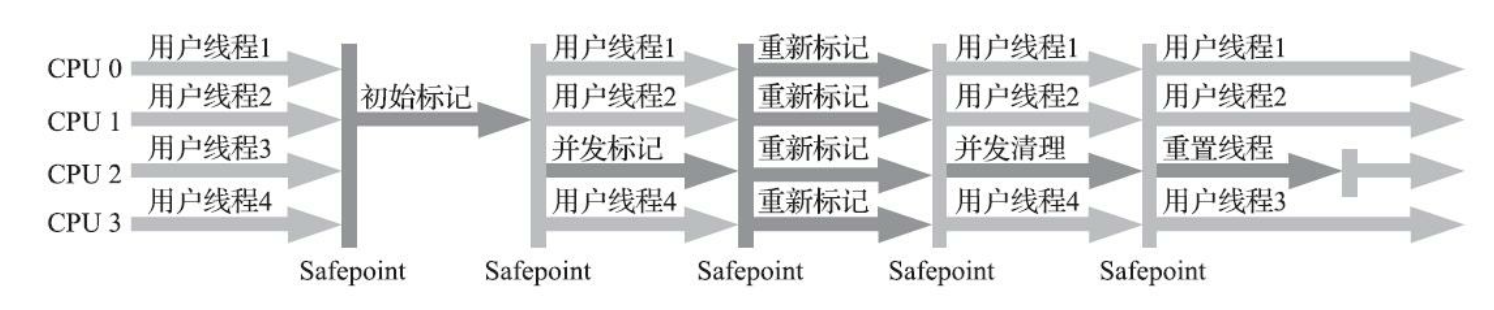 CPU 0 用户线程1 用户线程1 重新标记 用户线程1 用户线程1
初始标记
CPU 1 用户线程2 用户线程2 重新标记 用户线程2 用户线程2
CPU 2 用户线程3 并发标记 重新标记 并发清理 重置线程
CPU 3 用户线程4 用户线程4 重新标记 用户线程4 用户线程3
Safepoint Safepoint Safepoint Safepoint Safepoint